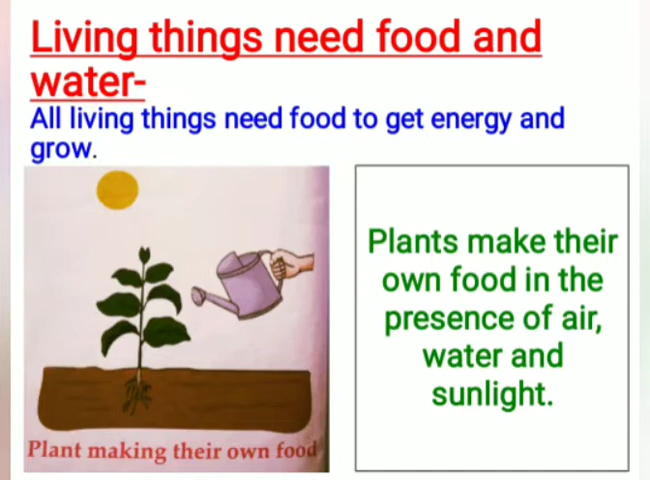 Living things need food and
water-
All living things need food to get energy and
grow.
Plants make their
own food in the
presence of air,
water and
sunlight.
Plant making their own food